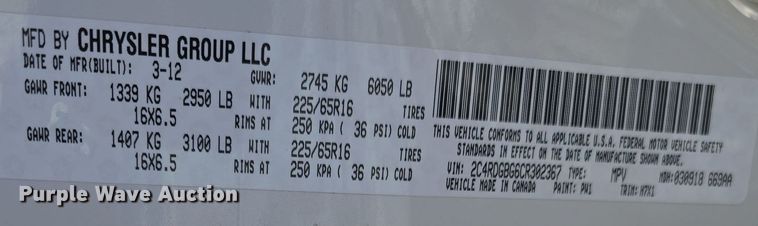 MFD BY CHRYSLER GROUP LLC
DATE OF MFR(BUILT): 3-12 GVWR: 2745 KG 6050 LB
GAWR FRONT: 1339 KG 2950 LB WITH 225/65R16 TIRES
16X6.5 RIMS AT 250 KPA ( 36 PSI) COLD
GAWR REAR: 1407 KG 3100 LB WITH 225/65R16 TIRES
16X6.5 RIMS AT 250 KPA ( 36 PSI) COLD
THIS VEHICLE CONFORMS TO ALL APPLICABLE U.S.A. FEDERAL MOTOR VEHICLE SAFETY
STANDARDS IN EFFECT ON THE DATE OF MANUFACTURE SHOWN ABOVE.
VIN: 2C4RDGBG6CR302367 TYPE: MPV MDH:030918 669AA
VEHICLE MADE IN CANADA PAINT: PW1 TRIM: H7X1
Purple Wave Auction